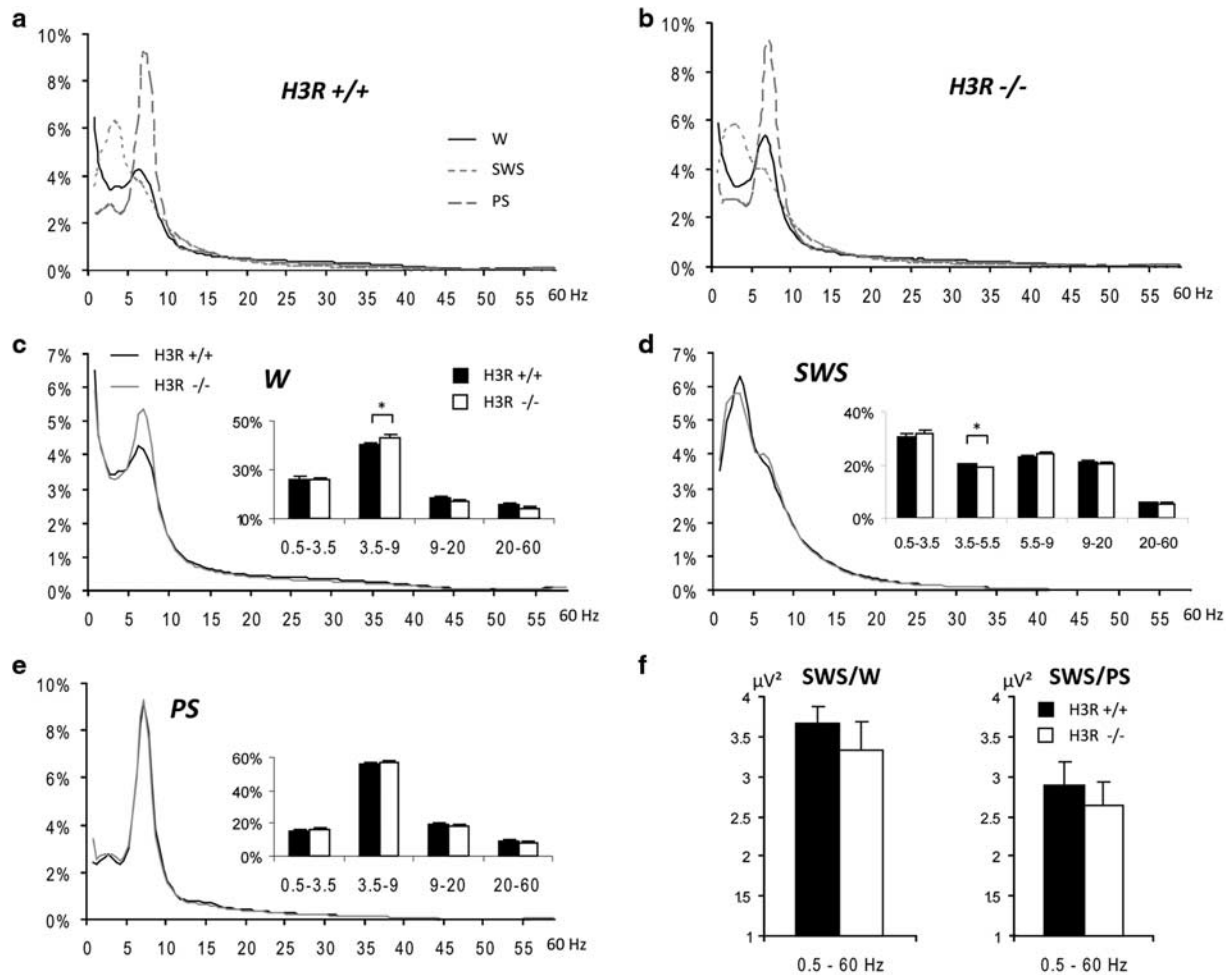 a
10%
8%
6%
4%
2%
0%
H3R +/+
W
SWS
PS
0 5 10 15 20 25 30 35 40 45 50 55 60 Hz
b
10%
8%
6%
4%
2%
0%
H3R -/-
0 5 10 15 20 25 30 35 40 45 50 55 60 Hz
c
7%
6%
5%
4%
3%
2%
1%
0%
H3R +/+
H3R -/-
W
H3R +/+
H3R -/-
50%
30%
10%
*
0.5-3.5 3.5-9 9-20 20-60
0 5 10 15 20 25 30 35 40 45 50 55 60 Hz
d
7%
6%
5%
4%
3%
2%
1%
0%
SWS
40%
20%
0%
*
0.5-3.5 3.5-5.5 5.5-9 9-20 20-60
0 5 10 15 20 25 30 35 40 45 50 55 60 Hz
e
10%
8%
6%
4%
2%
0%
PS
60%
40%
20%
0%
0.5-3.5 3.5-9 9-20 20-60
0 5 10 15 20 25 30 35 40 45 50 55 60 Hz
f
µV² SWS/W
4
3.5
3
2.5
2
15
1
0.5 - 60 Hz
µV² SWS/PS
H3R +/+
H3R -/-
4
3.5
3
2.5
2
15
1
0.5 - 60 Hz